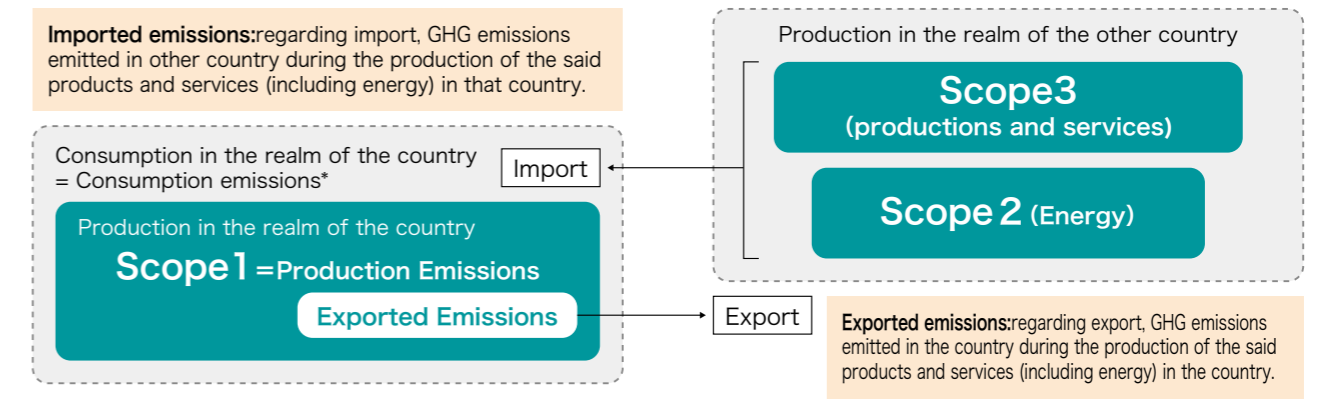 Imported emissions:regarding import, GHG emissions
emitted in other country during the production of the said
products and services (including energy) in that country.
Consumption in the realm of the country
= Consumption emissions*
Import
Production in the realm of the country
Scope1=Production Emissions
Exported Emissions
Production in the realm of the other country
Scope3
(productions and services)
Scope 2 (Energy)
Export
Exported emissions:regarding export, GHG emissions
emitted in the country during the production of the said
products and services (including energy) in the country.